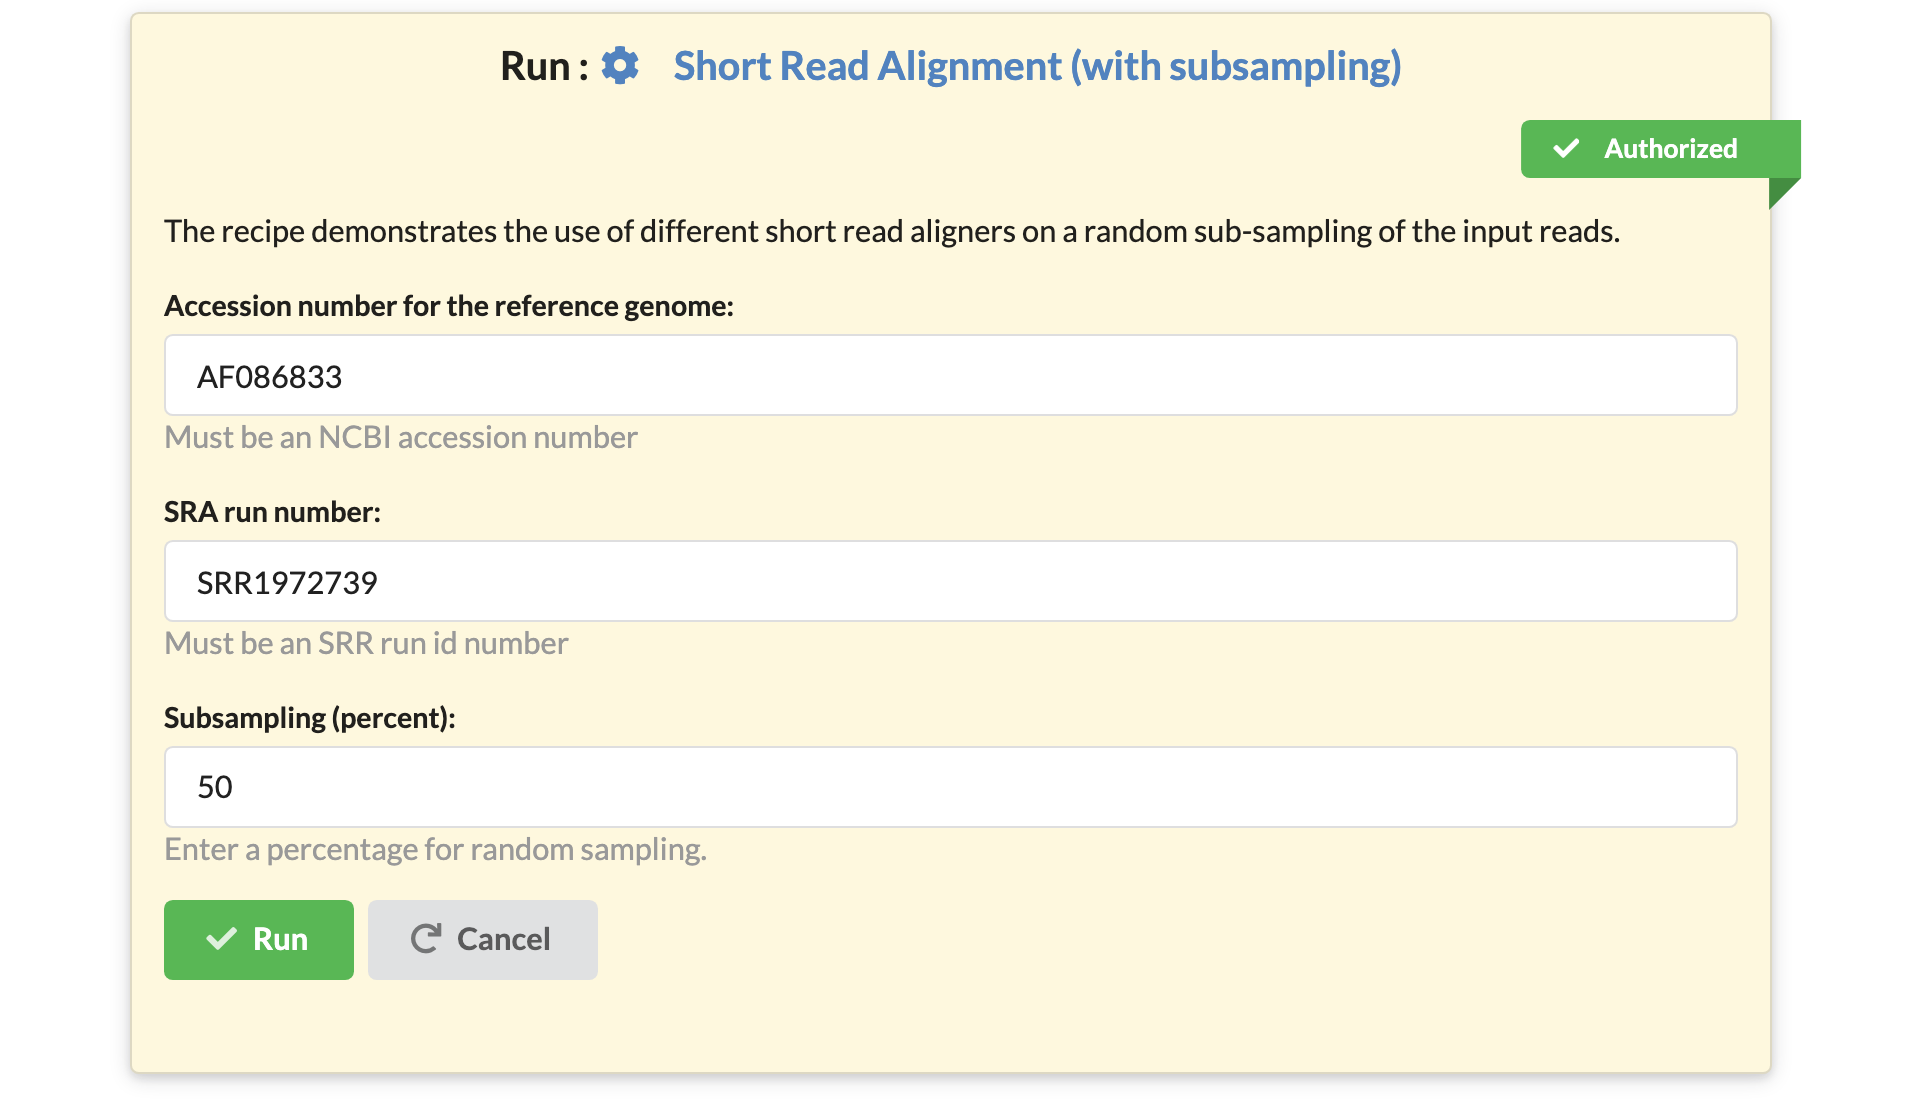 Run : Short Read Alignment (with subsampling)
Authorized
The recipe demonstrates the use of different short read aligners on a random sub-sampling of the input reads.
Accession number for the reference genome:
AF086833
Must be an NCBI accession number
SRA run number:
SRR1972739
Must be an SRR run id number
Subsampling (percent):
50
Enter a percentage for random sampling.
Run Cancel